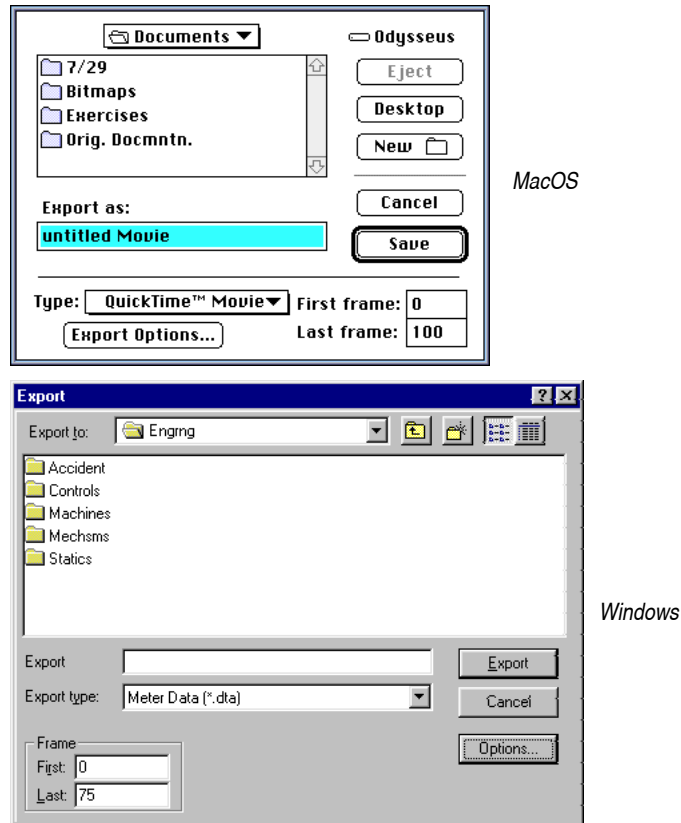 Documents
Odysseus
7/29
Bitmaps
Exercises
Orig. Docmntn.
Eject
Desktop
New
Cancel
Save
Export as:
untitled Movie
Type: QuickTime™ Movie
First frame: 0
Export Options...
Last frame: 100
MacOS
Export
Export to: Engrng
Accident
Controls
Machines
Mechsms
Statics
Export
Export
Export type: Meter Data (*.dta)
Cancel
Frame
Options...
First: 0
Last: 75
Windows